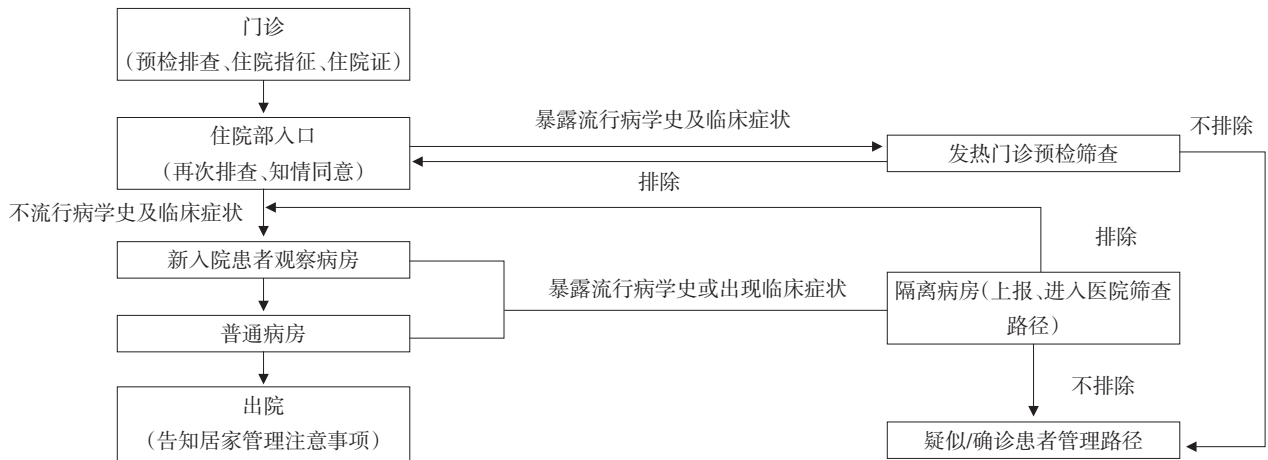 门诊
（预检排查、住院指征、住院证）
暴露流行病学史及临床症状
不排除
住院部入口
（再次排查、知情同意）
发热门诊预检筛查
排除
不流行病学史及临床症状
排除
新入院患者观察病房
暴露流行病学史或出现临床症状
隔离病房（上报、进入医院筛查
路径）
普通病房
不排除
出院
（告知居家管理注意事项）
疑似/确诊患者管理路径